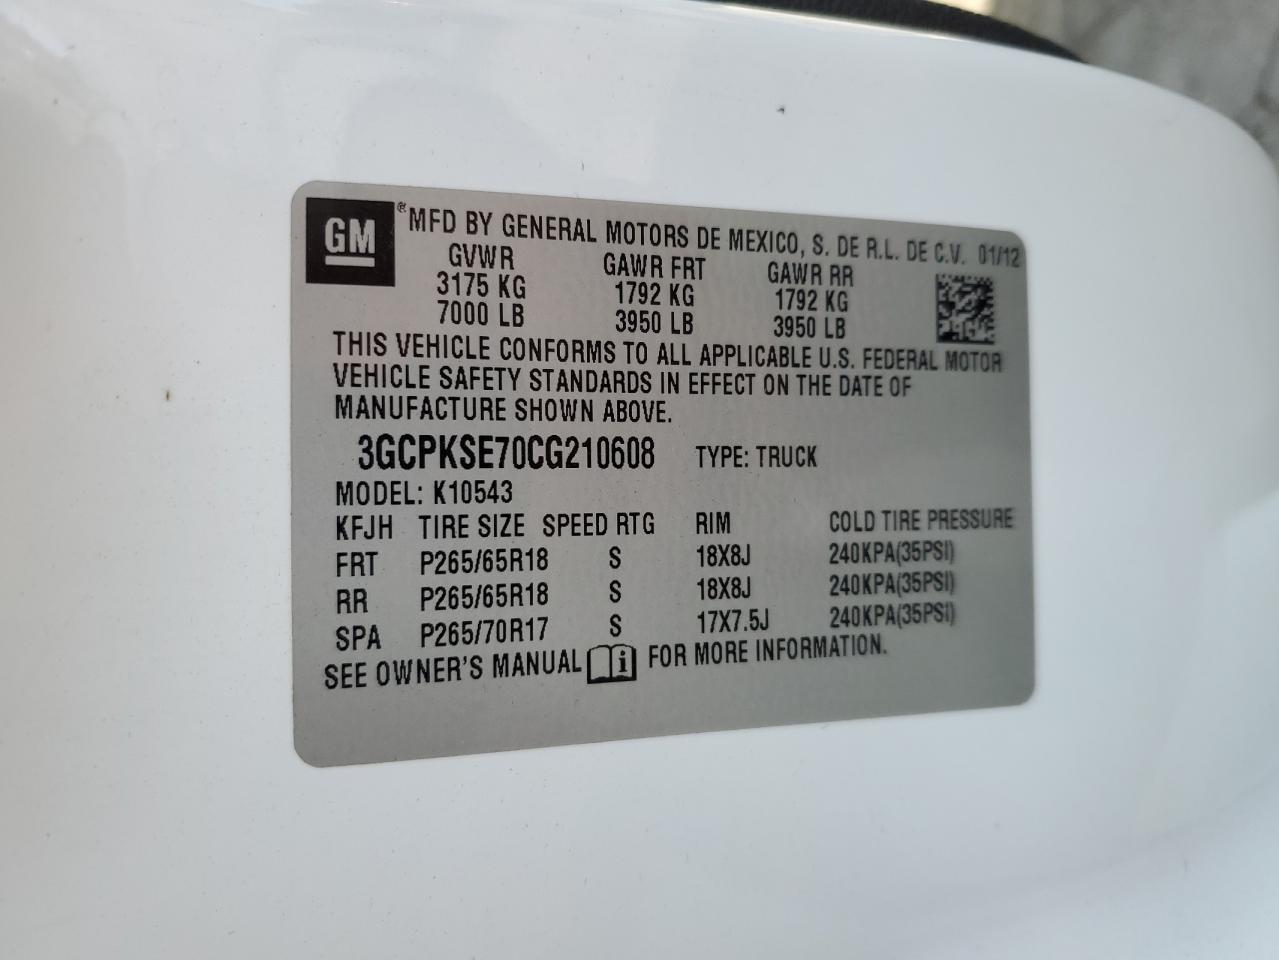 GM ® MFD BY GENERAL MOTORS DE MEXICO, S. DE R.L. DE C.V. 01/12
GVWR GAWR FRT GAWR RR
3175 KG 1792 KG 1792 KG
7000 LB 3950 LB 3950 LB
THIS VEHICLE CONFORMS TO ALL APPLICABLE U.S. FEDERAL MOTOR
VEHICLE SAFETY STANDARDS IN EFFECT ON THE DATE OF
MANUFACTURE SHOWN ABOVE.
3GCPKSE70CG210608 TYPE: TRUCK
MODEL: K10543
KFJH TIRE SIZE SPEED RTG RIM COLD TIRE PRESSURE
FRT P265/65R18 S 18X8J 240KPA(35PSI)
RR P265/65R18 S 18X8J 240KPA(35PSI)
SPA P265/70R17 S 17X7.5J 240KPA(35PSI)
SEE OWNER'S MANUAL i FOR MORE INFORMATION.